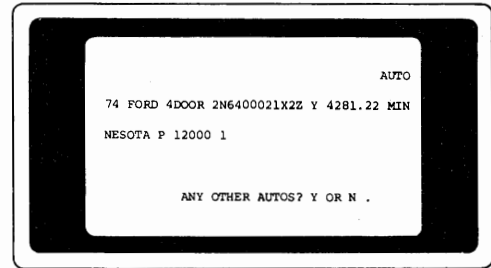 AUTO
74 FORD 4DOOR 2N6400021X2Z Y 4281.22 MIN
NESOTA P 12000 1
ANY OTHER AUTOS? Y OR N .